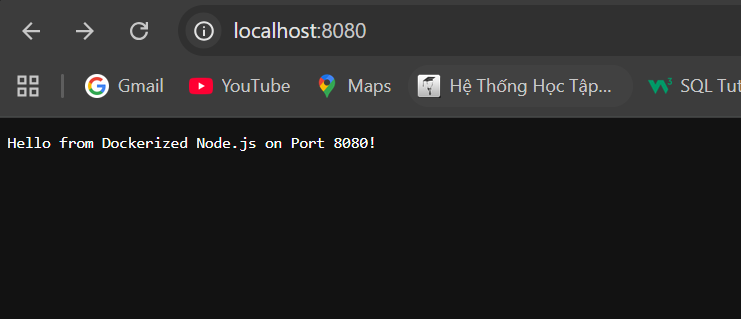 localhost:8080
Gmail YouTube Maps Hệ Thống Học Tập... SQL Tut
Hello from Dockerized Node.js on Port 8080!